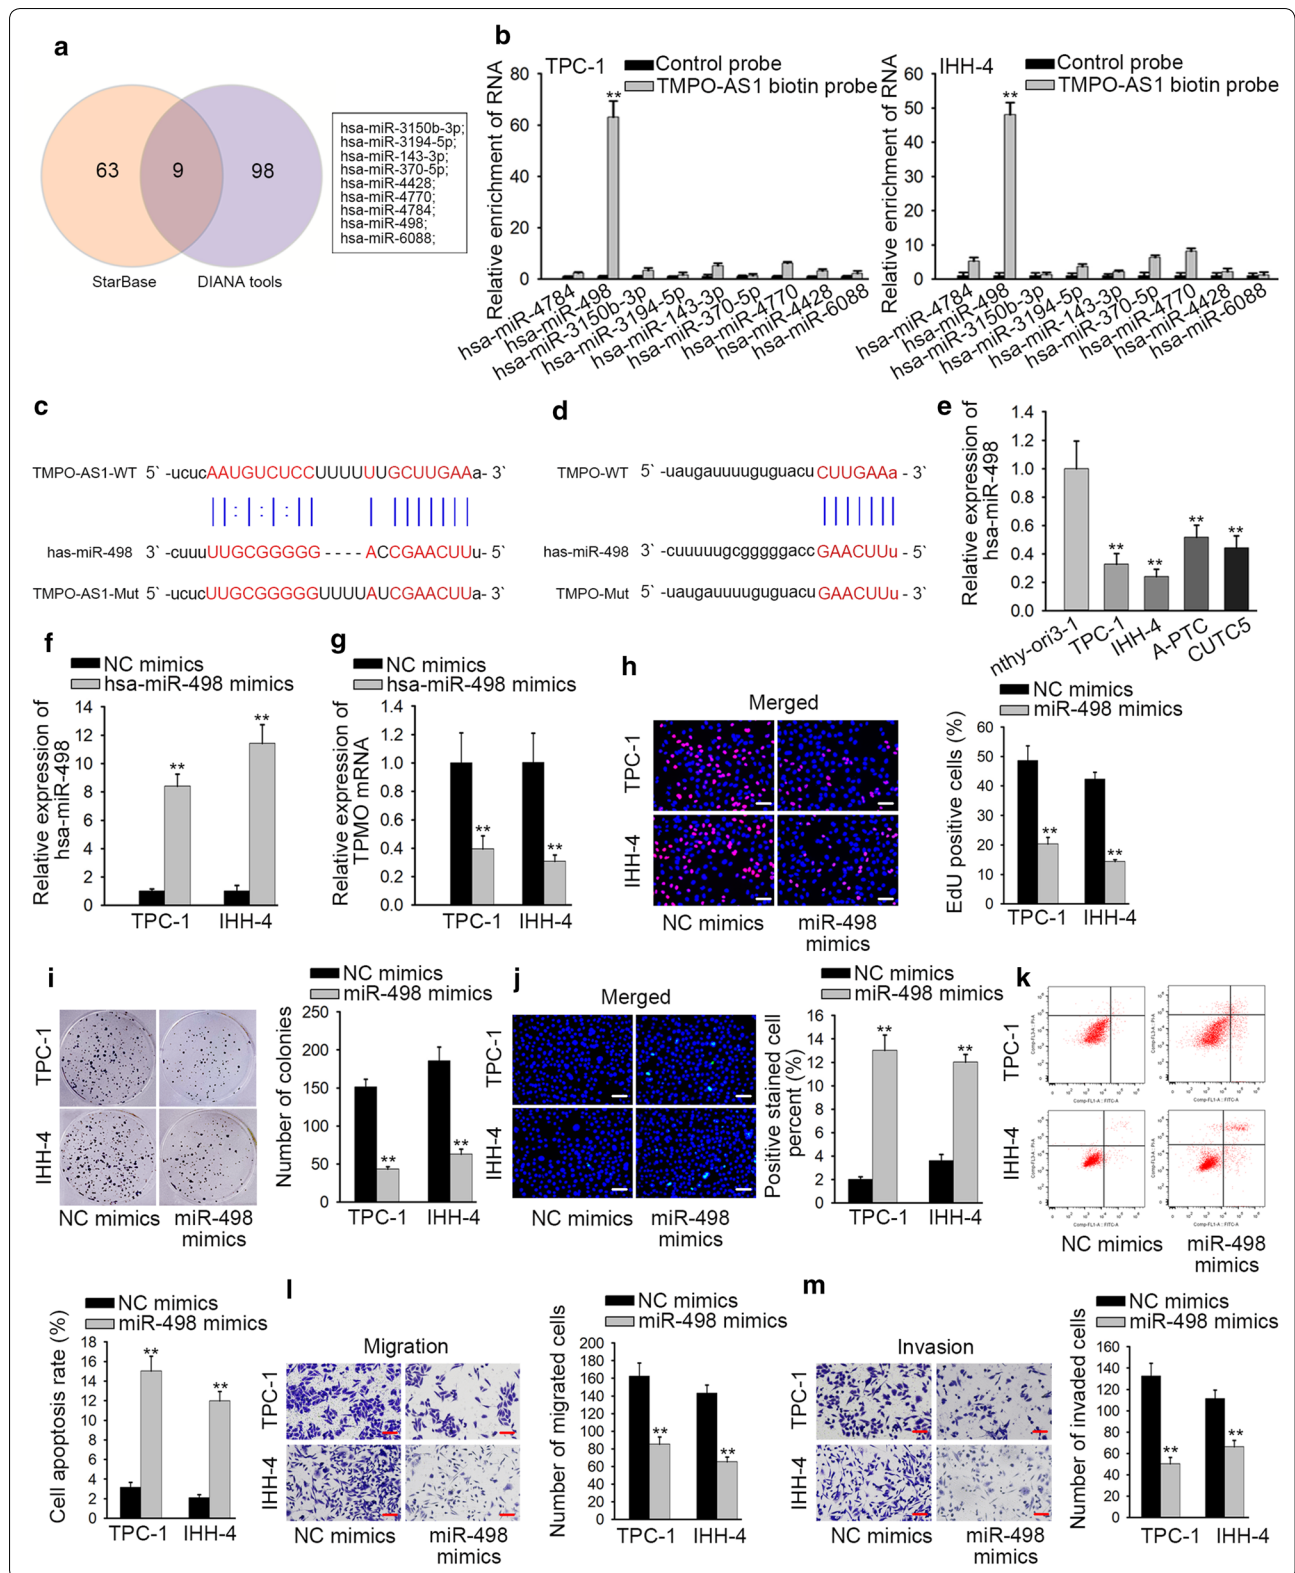 a
63
9
98
StarBase
DIANA tools
hsa-miR-3150b-3p;
hsa-miR-3194-5p;
hsa-miR-143-3p;
hsa-miR-370-5p;
hsa-miR-4428;
hsa-miR-4770;
hsa-miR-4784;
hsa-miR-498;
hsa-miR-6088;
b
TPC-1
Control probe
TMPO-AS1 biotin probe
Relative enrichment of RNA
80
60
40
20
0
**
hsa-miR-4784
hsa-miR-498
hsa-miR-3150b-3p
hsa-miR-3194-5p
hsa-miR-143-3p
hsa-miR-370-5p
hsa-miR-4770
hsa-miR-4428
hsa-miR-6088
IHH-4
Control probe
TMPO-AS1 biotin probe
Relative enrichment of RNA
60
50
40
30
20
10
0
**
hsa-miR-4784
hsa-miR-498
hsa-miR-3150b-3p
hsa-miR-3194-5p
hsa-miR-143-3p
hsa-miR-370-5p
hsa-miR-4770
hsa-miR-4428
hsa-miR-6088
c
TMPO-AS1-WT 5` -ucucAAUGUCUCCUUUUUUGCUUGAAa- 3`
has-miR-498 3` -cuuuUUGCGGGGG ----ACCGAACUUu- 5`
TMPO-AS1-Mut 5` -ucucUUGCGGGGGUUUUAUCGAACUUa- 3`
d
TMPO-WT 5` -uaugauuuuguguacuCUUGAAa- 3`
has-miR-498 3` -cuuuuugcgggggaccGAACUUu- 5`
TMPO-Mut 5` -uaugauuuuguguacuGAACUUu - 3`
e
Relative expression of
hsa-miR-498
1.4
1.2
1.0
0.8
0.6
0.4
0.2
0.0
**
**
**
**
nthy-ori3-1
TPC-1
IHH-4
A-PTC
CUTC5
f
NC mimics
hsa-miR-498 mimics
Relative expression of
hsa-miR-498
14
12
10
8
6
4
2
0
**
**
TPC-1
IHH-4
g
NC mimics
hsa-miR-498 mimics
Relative expression of
TPMO mRNA
1.4
1.2
1.0
0.8
0.6
0.4
0.2
0.0
**
**
TPC-1
IHH-4
h
Merged
TPC-1
IHH-4
NC mimics
miR-498
mimics
NC mimics
miR-498 mimics
EdU positive cells (%)
60
50
40
30
20
10
0
**
**
TPC-1
IHH-4
i
TPC-1
IHH-4
NC mimics
miR-498
mimics
NC mimics
miR-498 mimics
Number of colonies
250
200
150
100
50
0
**
**
TPC-1
IHH-4
j
Merged
TPC-1
IHH-4
NC mimics
miR-498
mimics
NC mimics
miR-498 mimics
Positive stained cell
percent (%)
16
14
12
10
8
6
4
2
0
**
**
TPC-1
IHH-4
k
TPC-1
IHH-4
Comp-FL1-A :: FITC-A
Comp-FL1-A :: FITC-A
Comp-FL1-A :: FITC-A
Comp-FL1-A :: FITC-A
NC mimics
miR-498
mimics
NC mimics
miR-498 mimics
Cell apoptosis rate (%)
18
16
14
12
10
8
6
4
2
0
**
**
TPC-1
IHH-4
l
Migration
TPC-1
IHH-4
NC mimics
miR-498
mimics
NC mimics
miR-498 mimics
Number of migrated cells
200
180
160
140
120
100
80
60
40
20
0
**
**
TPC-1
IHH-4
m
Invasion
TPC-1
IHH-4
NC mimics
miR-498
mimics
NC mimics
miR-498 mimics
Number of invaded cells
160
140
120
100
80
60
40
20
0
**
**
TPC-1
IHH-4